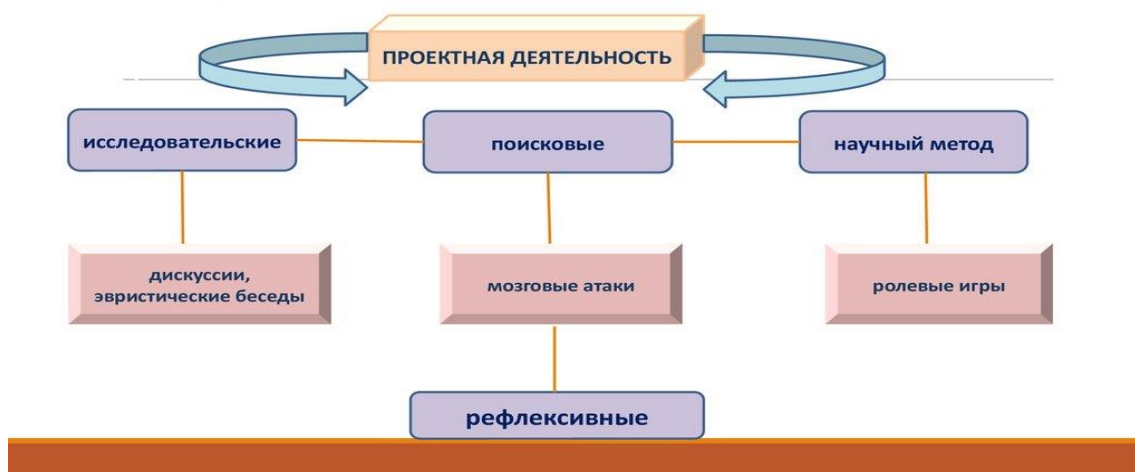 ПРОЕКТНАЯ ДЕЯТЕЛЬНОСТЬ
исследовательские
поисковые
научный метод
дискуссии,
эвристические беседы
мозговые атаки
ролевые игры
рефлексивные